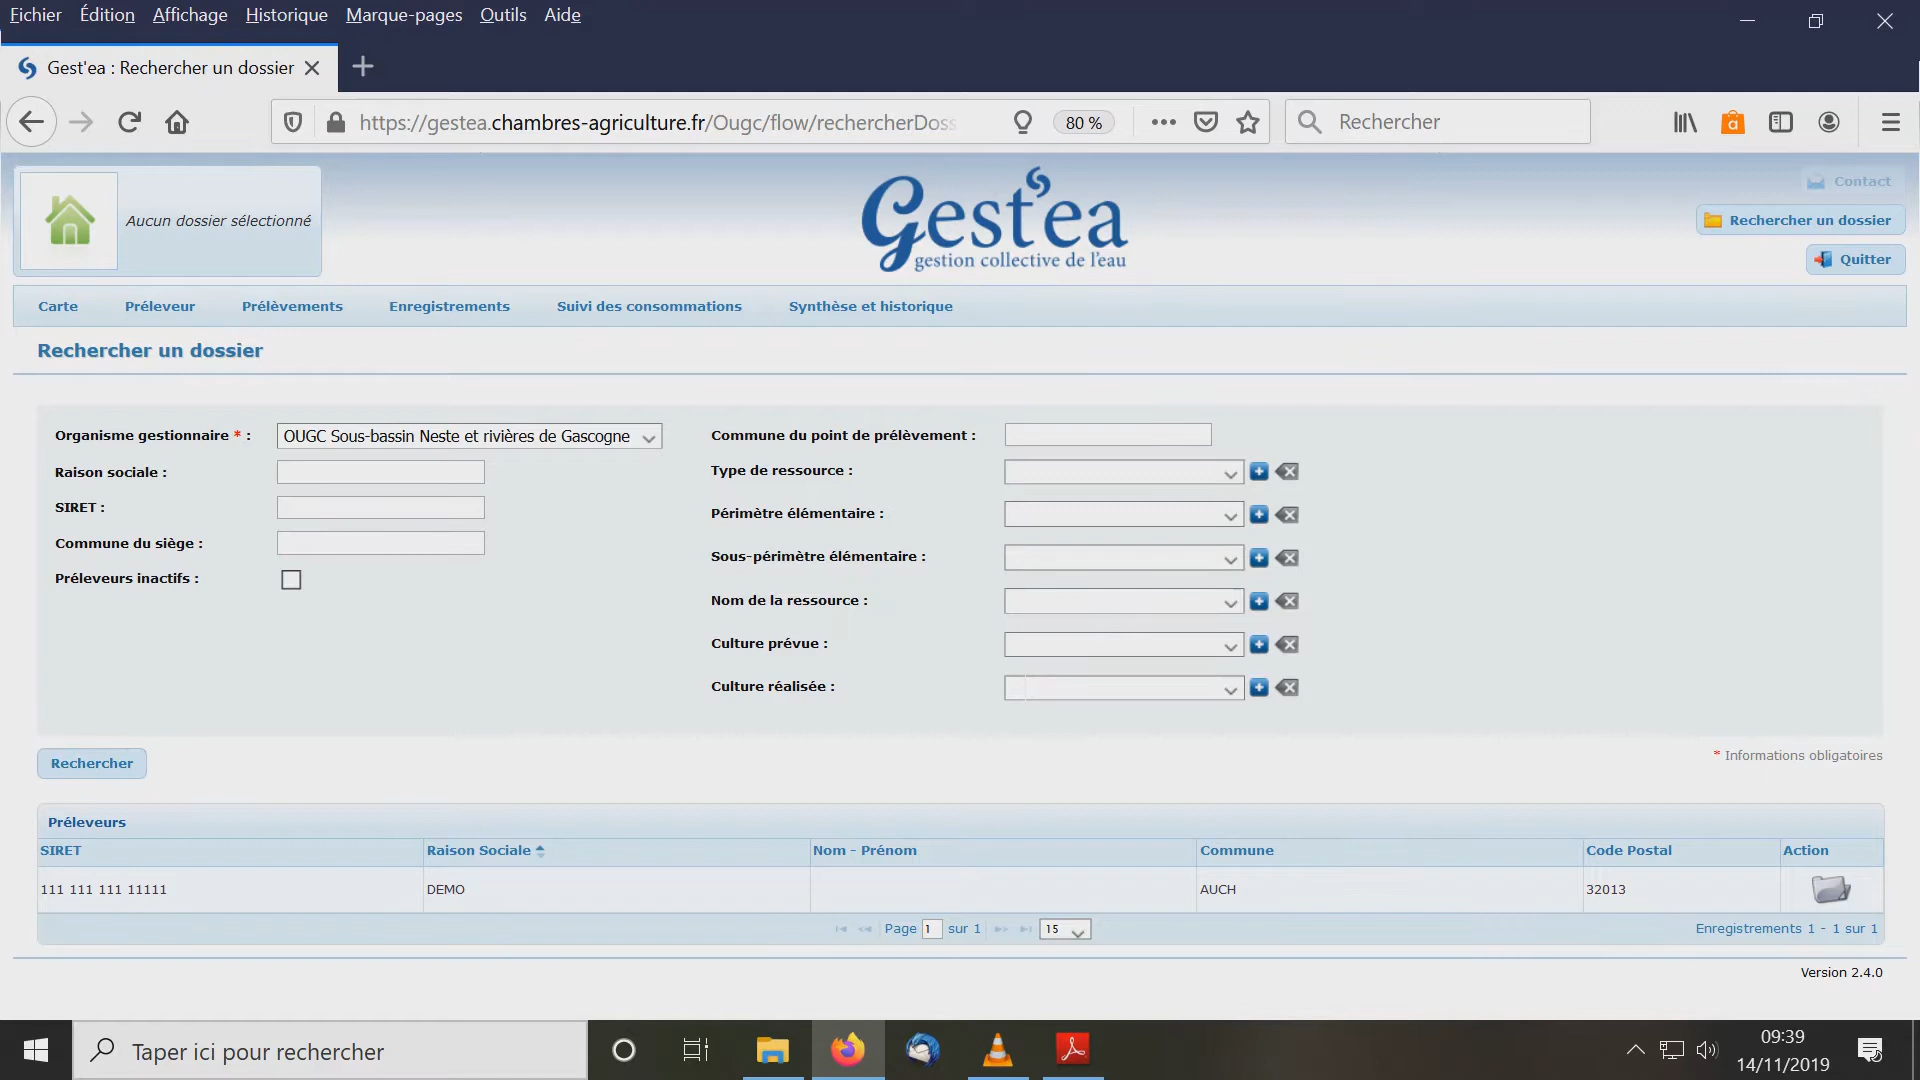 Fichier Édition Affichage Historique Marque-pages Outils Aide
Gest'ea : Rechercher un dossier
https://gestea.chambres-agriculture.fr/Ougc/flow/rechercherDoss
80 %
Rechercher
Aucun dossier sélectionné
Gest'ea
gestion collective de l'eau
Contact
Rechercher un dossier
Quitter
Carte Préleveur Prélèvements Enregistrements Suivi des consommations Synthèse et historique
Rechercher un dossier
Organisme gestionnaire * : OUGC Sous-bassin Neste et rivières de Gascogne
Raison sociale :
SIRET :
Commune du siège :
Préleveurs inactifs :
Commune du point de prélèvement :
Type de ressource :
Périmètre élémentaire :
Sous-périmètre élémentaire :
Nom de la ressource :
Culture prévue :
Culture réalisée :
Rechercher
* Informations obligatoires
Préleveurs
SIRET Raison Sociale Nom - Prénom Commune Code Postal Action
111 111 111 11111 DEMO AUCH 32013
Page 1 sur 1 15 Enregistrements 1 - 1 sur 1
Version 2.4.0
Taper ici pour rechercher
09:39
14/11/2019